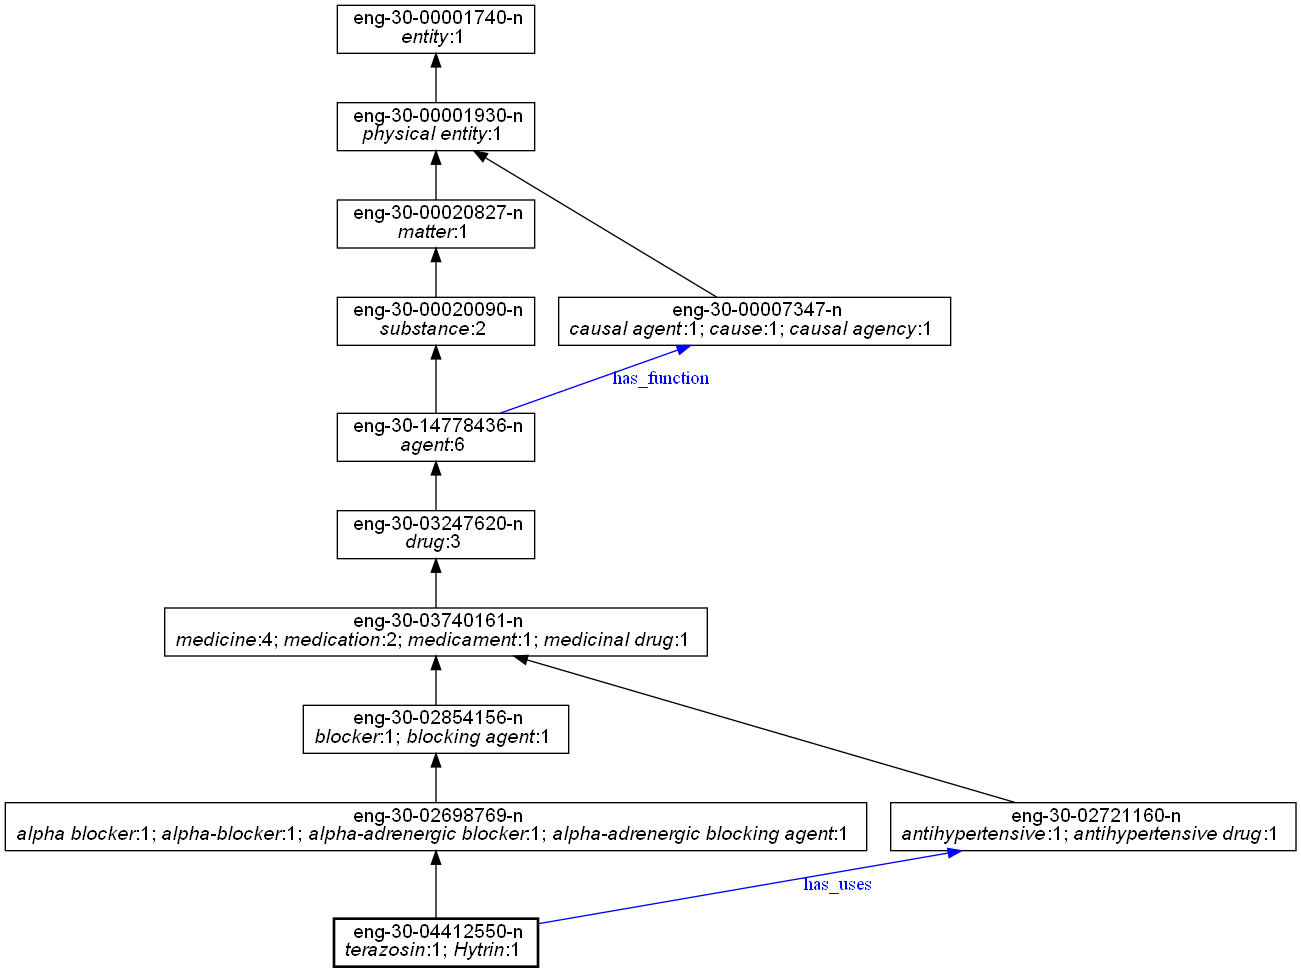 eng-30-00001740-n
entity:1
eng-30-00001930-n
physical entity:1
eng-30-00020827-n
matter:1
eng-30-00020090-n
substance:2
eng-30-00007347-n
causal agent:1; cause:1; causal agency:1
has_function
eng-30-14778436-n
agent:6
eng-30-03247620-n
drug:3
eng-30-03740161-n
medicine:4; medication:2; medicament:1; medicinal drug:1
eng-30-02854156-n
blocker:1; blocking agent:1
eng-30-02698769-n
alpha blocker:1; alpha-blocker:1; alpha-adrenergic blocker:1; alpha-adrenergic blocking agent:1
eng-30-02721160-n
antihypertensive:1; antihypertensive drug:1
has_uses
eng-30-04412550-n
terazosin:1; Hytrin:1